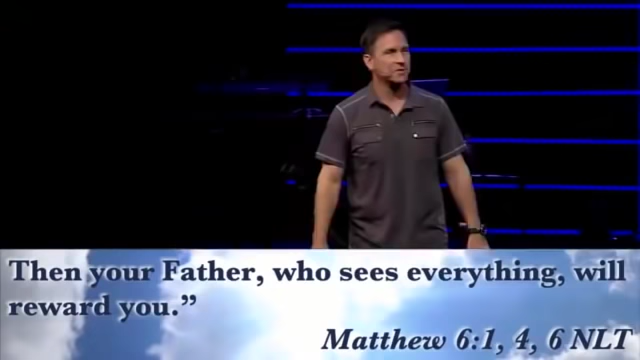 Then your Father, who sees everything, will
reward you.”
Matthew 6:1, 4, 6 NLT